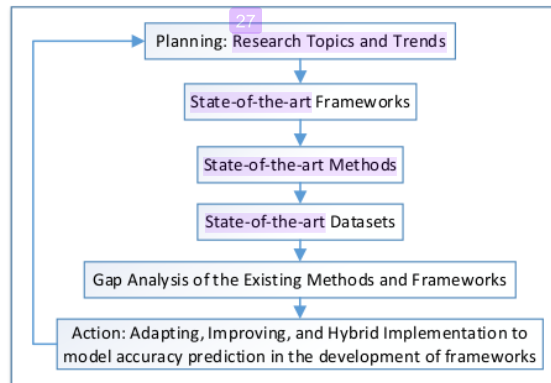 27
Planning: Research Topics and Trends
State-of-the-art Frameworks
State-of-the-art Methods
State-of-the-art Datasets
Gap Analysis of the Existing Methods and Frameworks
Action: Adapting, Improving, and Hybrid Implementation to
model accuracy prediction in the development of frameworks